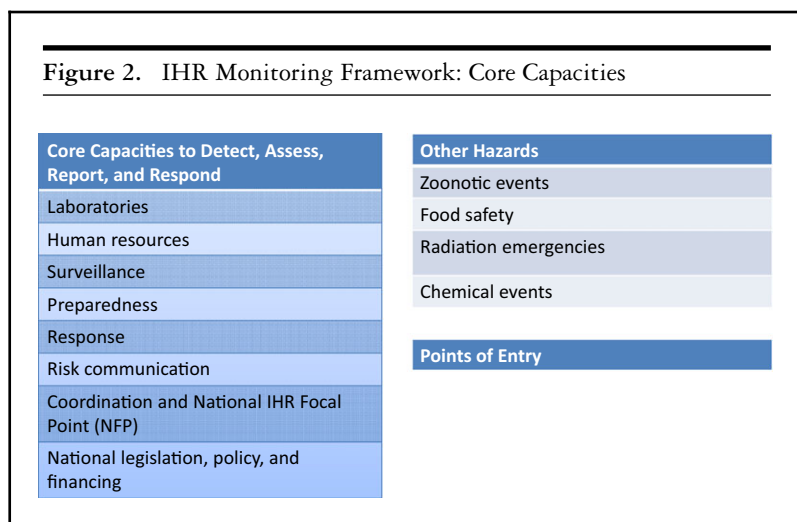 Figure 2. IHR Monitoring Framework: Core Capacities
Core Capacities to Detect, Assess,
Report, and Respond
Laboratories
Human resources
Surveillance
Preparedness
Response
Risk communication
Coordination and National IHR Focal
Point (NFP)
National legislation, policy, and
financing
Other Hazards
Zoonotic events
Food safety
Radiation emergencies
Chemical events
Points of Entry